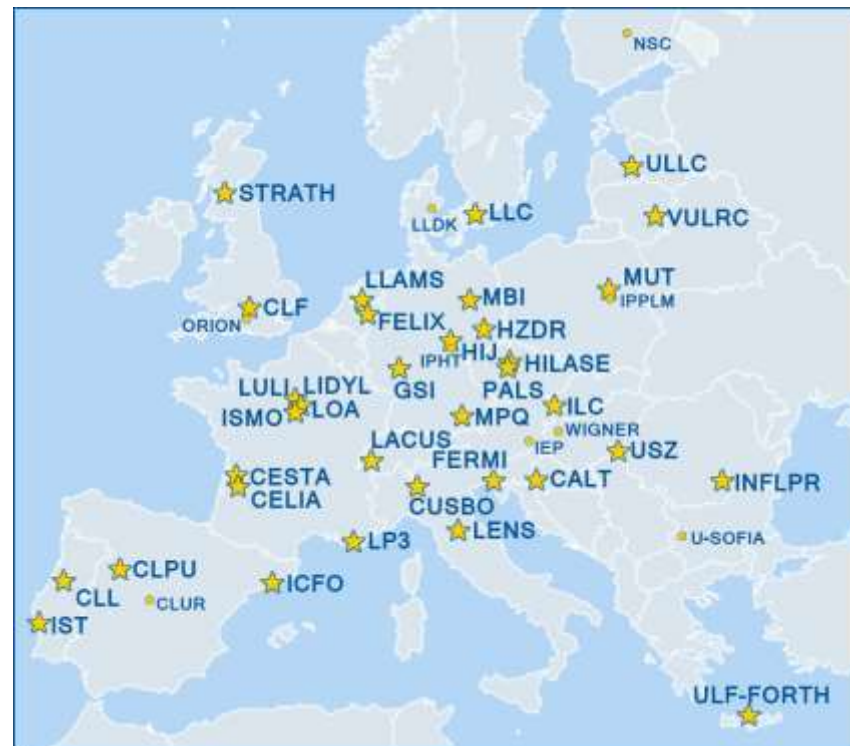 NSC
ULLC
STRATH
LLC
LLDK
VULRC
LLAMS
MUT
MBI
IPPLM
CLF
FELIX
ORION
HZDR
HIJ
IPHT
HILASE
LULI
LIDYL
GSI
PALS
ISMO
LOA
ILC
MPQ
WIGNER
LACUS
IEP
USZ
FERMI
CESTA
CALT
INFLPR
CELIA
CUSBO
LENS
LP3
U-SOFIA
CLPU
ICFO
CLL
CLUR
IST
ULF-FORTH